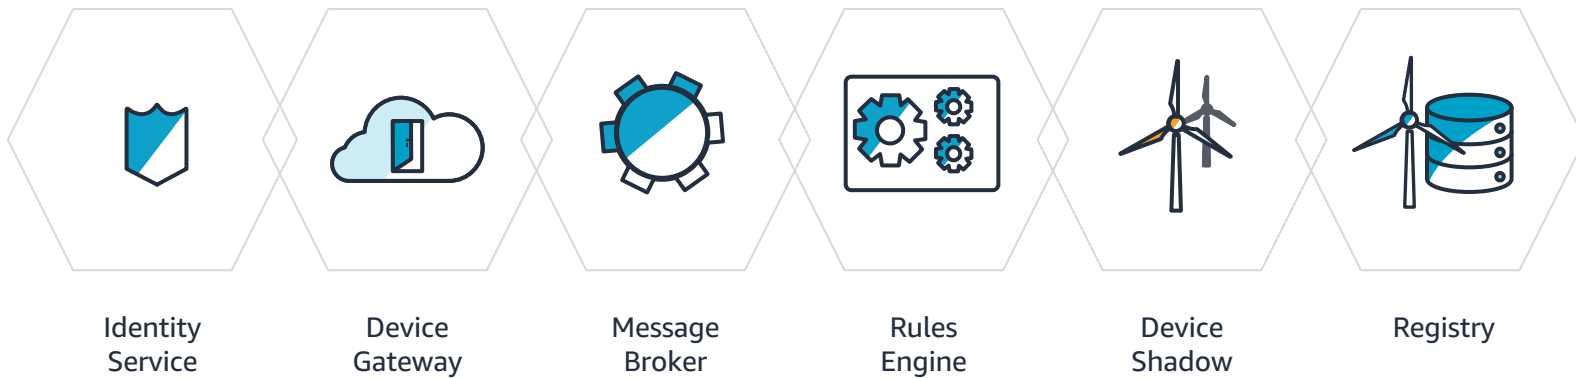 Identity
Service
Device
Gateway
Message
Broker
Rules
Engine
Device
Shadow
Registry